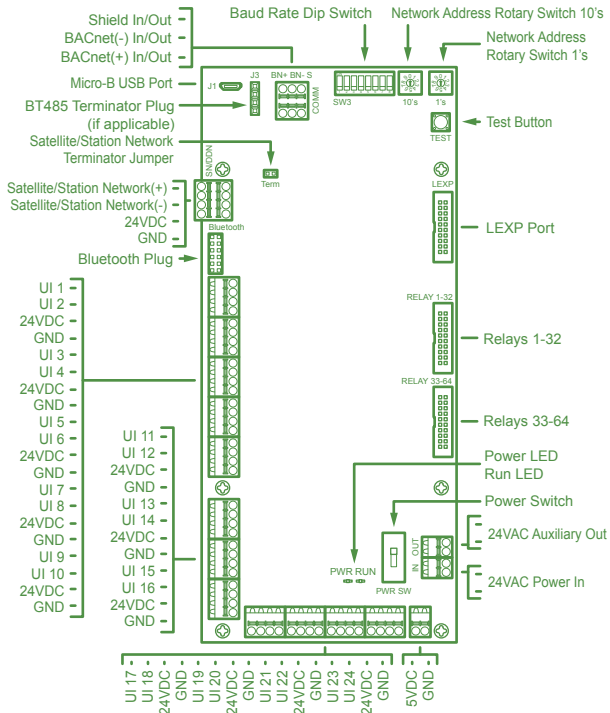 Shield In/Out
BACnet(-) In/Out
BACnet(+) In/Out
Baud Rate Dip Switch
Network Address Rotary Switch 10's
Network Address
Rotary Switch 1's
Micro-B USB Port
BT485 Terminator Plug
(if applicable)
Satellite/Station Network
Terminator Jumper
Satellite/Station Network(+)
Satellite/Station Network(-)
24VDC
GND
Bluetooth Plug
J1
J3
BN+ BN- S
COMM
SW3
10's
1's
TEST
Test Button
SN/DDN
Term
Bluetooth
LEXP
LEXP Port
RELAY 1-32
Relays 1-32
RELAY 33-64
Relays 33-64
UI 1
UI 2
24VDC
GND
UI 3
UI 4
24VDC
GND
UI 5
UI 6
24VDC
GND
UI 7
UI 8
24VDC
GND
UI 9
UI 10
24VDC
GND
UI 11
UI 12
24VDC
GND
UI 13
UI 14
24VDC
GND
UI 15
UI 16
24VDC
GND
Power LED
Run LED
Power Switch
PWR RUN
PWR SW
OUT
IN
24VAC Auxiliary Out
24VAC Power In
UI 17
UI 18
24VDC
GND
UI 19
UI 20
24VDC
GND
UI 21
UI 22
24VDC
GND
UI 23
UI 24
24VDC
GND
5VDC
GND